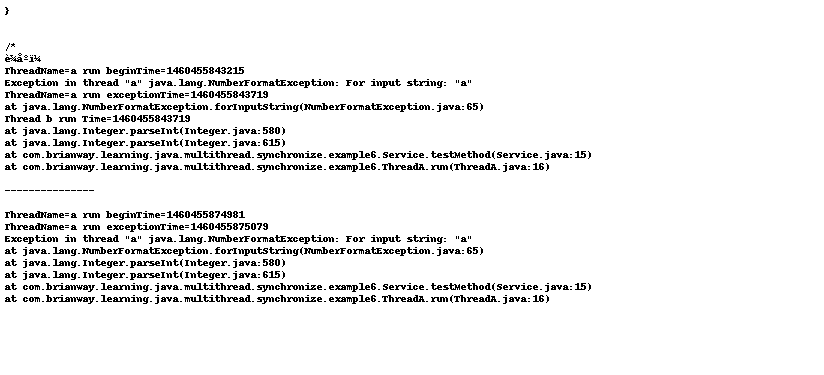 }
/*
è¾åºï¼
ThreadName=a run beginTime=1460455843215
Exception in thread "a" java.lang.NumberFormatException: For input string: "a"
ThreadName=a run exceptionTime=1460455843719
at java.lang.NumberFormatException.forInputString(NumberFormatException.java:65)
Thread b run Time=1460455843719
at java.lang.Integer.parseInt(Integer.java:580)
at java.lang.Integer.parseInt(Integer.java:615)
at com.brianway.learning.java.multithread.synchronize.example6.Service.testMethod(Service.java:15)
at com.brianway.learning.java.multithread.synchronize.example6.ThreadA.run(ThreadA.java:16)
---------------
ThreadName=a run beginTime=1460455874981
ThreadName=a run exceptionTime=1460455875079
Exception in thread "a" java.lang.NumberFormatException: For input string: "a"
at java.lang.NumberFormatException.forInputString(NumberFormatException.java:65)
at java.lang.Integer.parseInt(Integer.java:580)
at java.lang.Integer.parseInt(Integer.java:615)
at com.brianway.learning.java.multithread.synchronize.example6.Service.testMethod(Service.java:15)
at com.brianway.learning.java.multithread.synchronize.example6.ThreadA.run(ThreadA.java:16)